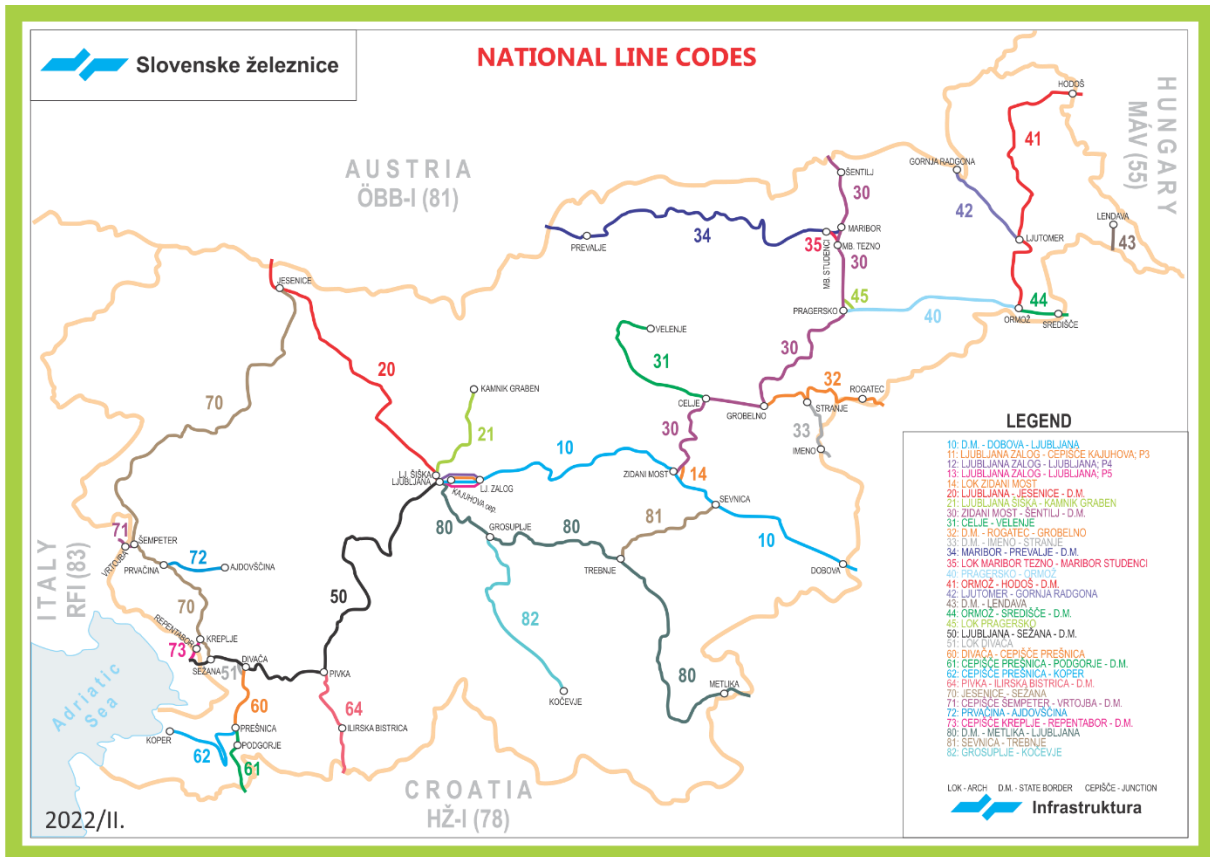 Slovenske železnice
NATIONAL LINE CODES
AUSTRIA
ÖBB-I (81)
HUNGARY
MÁV (55)
ITALY
RFI (83)
CROATIA
HŽ-I (78)
Adriatic
Sea
HODOŠ
41
GORNJA RADGONA
42
LENDAVA
43
LJUTOMER
ŠENTILJ
30
MARIBOR
MB. TEZNO
MB. STUDENCI
35
30
PREVALJE
34
45
PRAGERSKO
40
ORMOŽ
44
SREDIŠČE
JESENICE
20
VELENJE
31
30
CELJE
GROBELNO
32
ROGATEC
STRANJE
33
IMENO
KAMNIK GRABEN
21
70
30
10
ZIDANI MOST
14
LJ. ŠIŠKA
LJUBLJANA
KAJUHOVA cep.
LJ. ZALOG
SEVNICA
81
10
DOBOVA
80
GROSUPLJE
80
TREBNJE
71
ŠEMPETER
VRTOJBA
PRVAČINA
72
AJDOVŠČINA
70
50
82
REPENTABOR
KREPLJE
73
SEŽANA
51
DIVAČA
PIVKA
KOČEVJE
80
METLIKA
60
64
PREŠNICA
ILIRSKA BISTRICA
KOPER
PODGORJE
62
61
LEGEND
10: D.M. - DOBOVA - LJUBLJANA
11: LJUBLJANA ZALOG - CEPIŠČE KAJUHOVA; P3
12: LJUBLJANA ZALOG - LJUBLJANA; P4
13: LJUBLJANA ZALOG - LJUBLJANA; P5
14: LOK ZIDANI MOST
20: LJUBLJANA - JESENICE - D.M.
21: LJUBLJANA ŠIŠKA - KAMNIK GRABEN
30: ZIDANI MOST - ŠENTILJ - D.M.
31: CELJE - VELENJE
32: D.M. - ROGATEC - GROBELNO
33: D.M. - IMENO - STRANJE
34: MARIBOR - PREVALJE - D.M.
35: LOK MARIBOR TEZNO - MARIBOR STUDENCI
40: PRAGERSKO - ORMOŽ
41: ORMOŽ - HODOŠ - D.M.
42: LJUTOMER - GORNJA RADGONA
43: D.M. - LENDAVA
44: ORMOŽ - SREDIŠČE - D.M.
45: LOK PRAGERSKO
50: LJUBLJANA - SEŽANA - D.M.
51: LOK DIVAČA
60: DIVAČA - CEPIŠČE PREŠNICA
61: CEPIŠČE PREŠNICA - PODGORJE - D.M.
62: CEPIŠČE PREŠNICA - KOPER
64: PIVKA - ILIRSKA BISTRICA - D.M.
70: JESENICE - SEŽANA
71: CEPIŠČE ŠEMPETER - VRTOJBA - D.M.
72: PRVAČINA - AJDOVŠČINA
73: CEPIŠČE KREPLJE - REPENTABOR - D.M.
80: D.M. - METLIKA - LJUBLJANA
81: SEVNICA - TREBNJE
82: GROSUPLJE - KOČEVJE
LOK - ARCH D.M. - STATE BORDER CEPIŠČE - JUNCTION
Infrastruktura
2022/II.